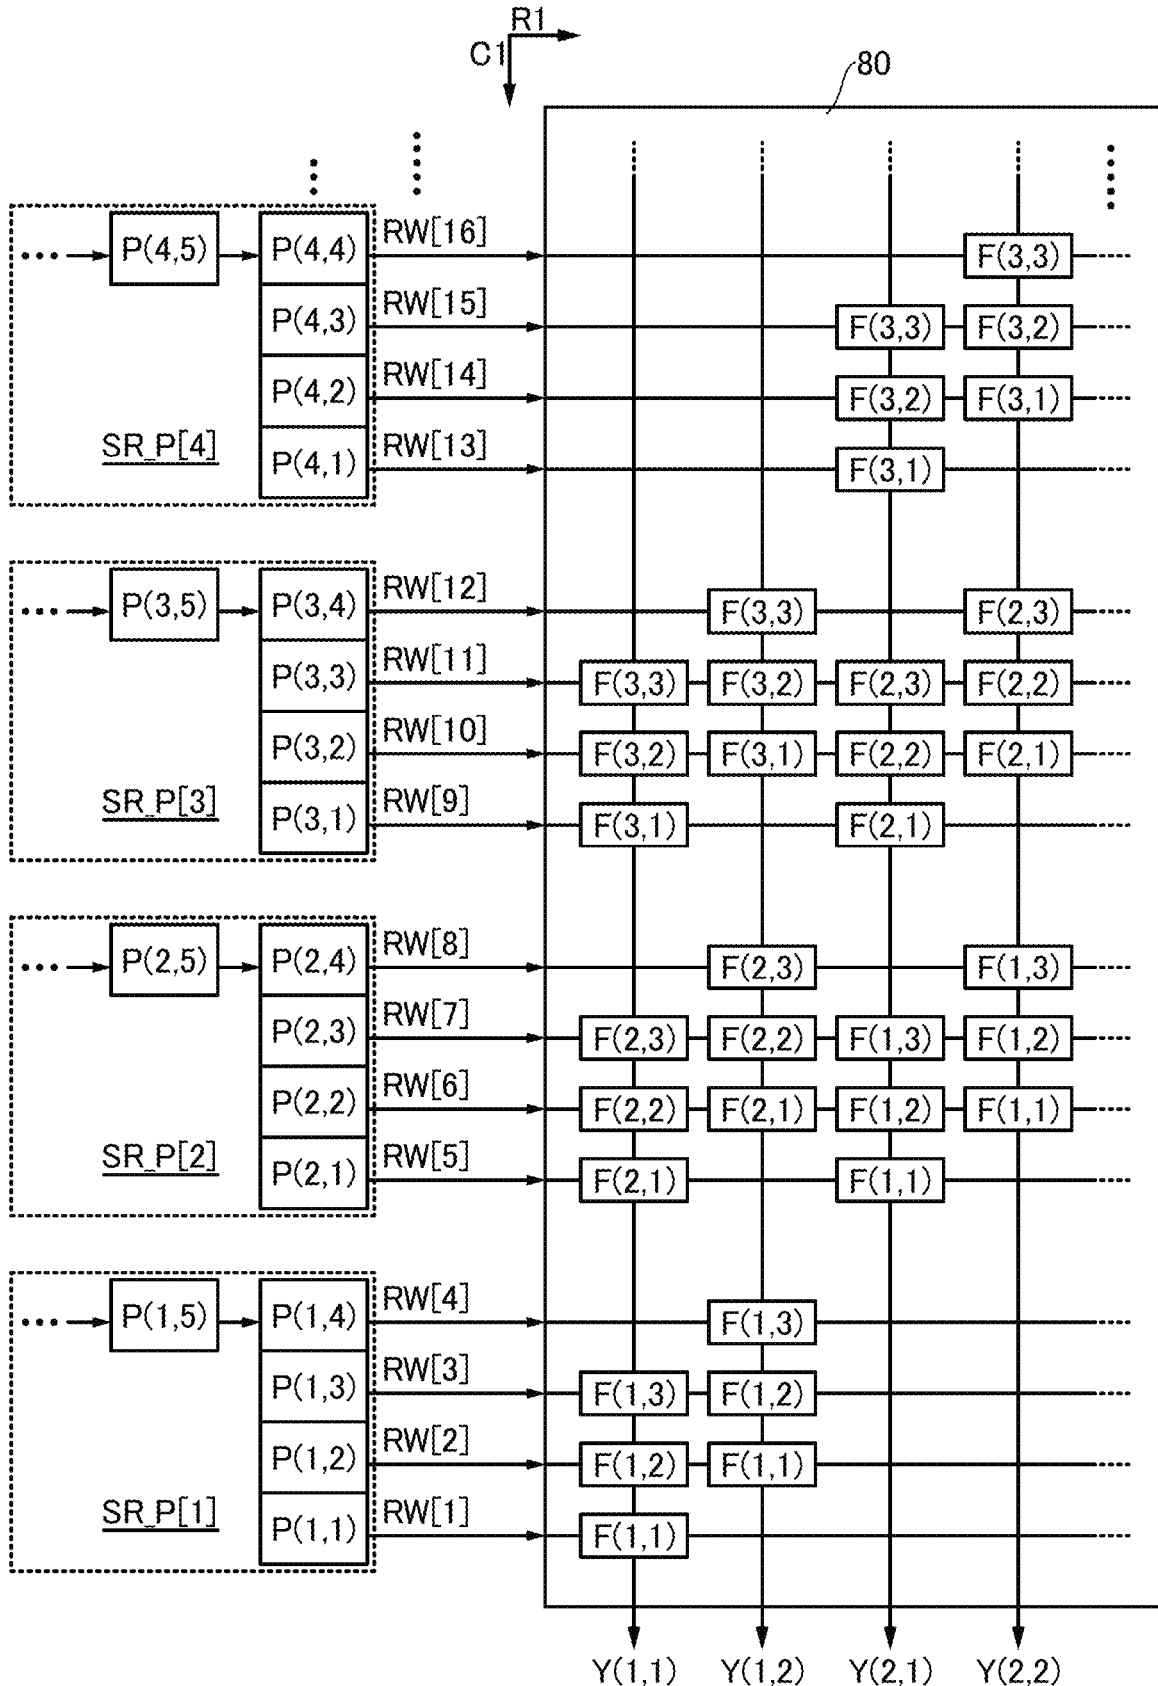 R1
C1
80
P(4,5) P(4,4) RW[16] F(3,3)
P(4,3) RW[15] F(3,3) F(3,2)
P(4,2) RW[14] F(3,2) F(3,1)
SR_P[4] P(4,1) RW[13] F(3,1)
P(3,5) P(3,4) RW[12] F(3,3) F(2,3)
P(3,3) RW[11] F(3,3) F(3,2) F(2,3) F(2,2)
P(3,2) RW[10] F(3,2) F(3,1) F(2,2) F(2,1)
SR_P[3] P(3,1) RW[9] F(3,1) F(2,1)
P(2,5) P(2,4) RW[8] F(2,3) F(1,3)
P(2,3) RW[7] F(2,3) F(2,2) F(1,3) F(1,2)
P(2,2) RW[6] F(2,2) F(2,1) F(1,2) F(1,1)
SR_P[2] P(2,1) RW[5] F(2,1) F(1,1)
P(1,5) P(1,4) RW[4] F(1,3)
P(1,3) RW[3] F(1,3) F(1,2)
P(1,2) RW[2] F(1,2) F(1,1)
SR_P[1] P(1,1) RW[1] F(1,1)
Y(1,1) Y(1,2) Y(2,1) Y(2,2)